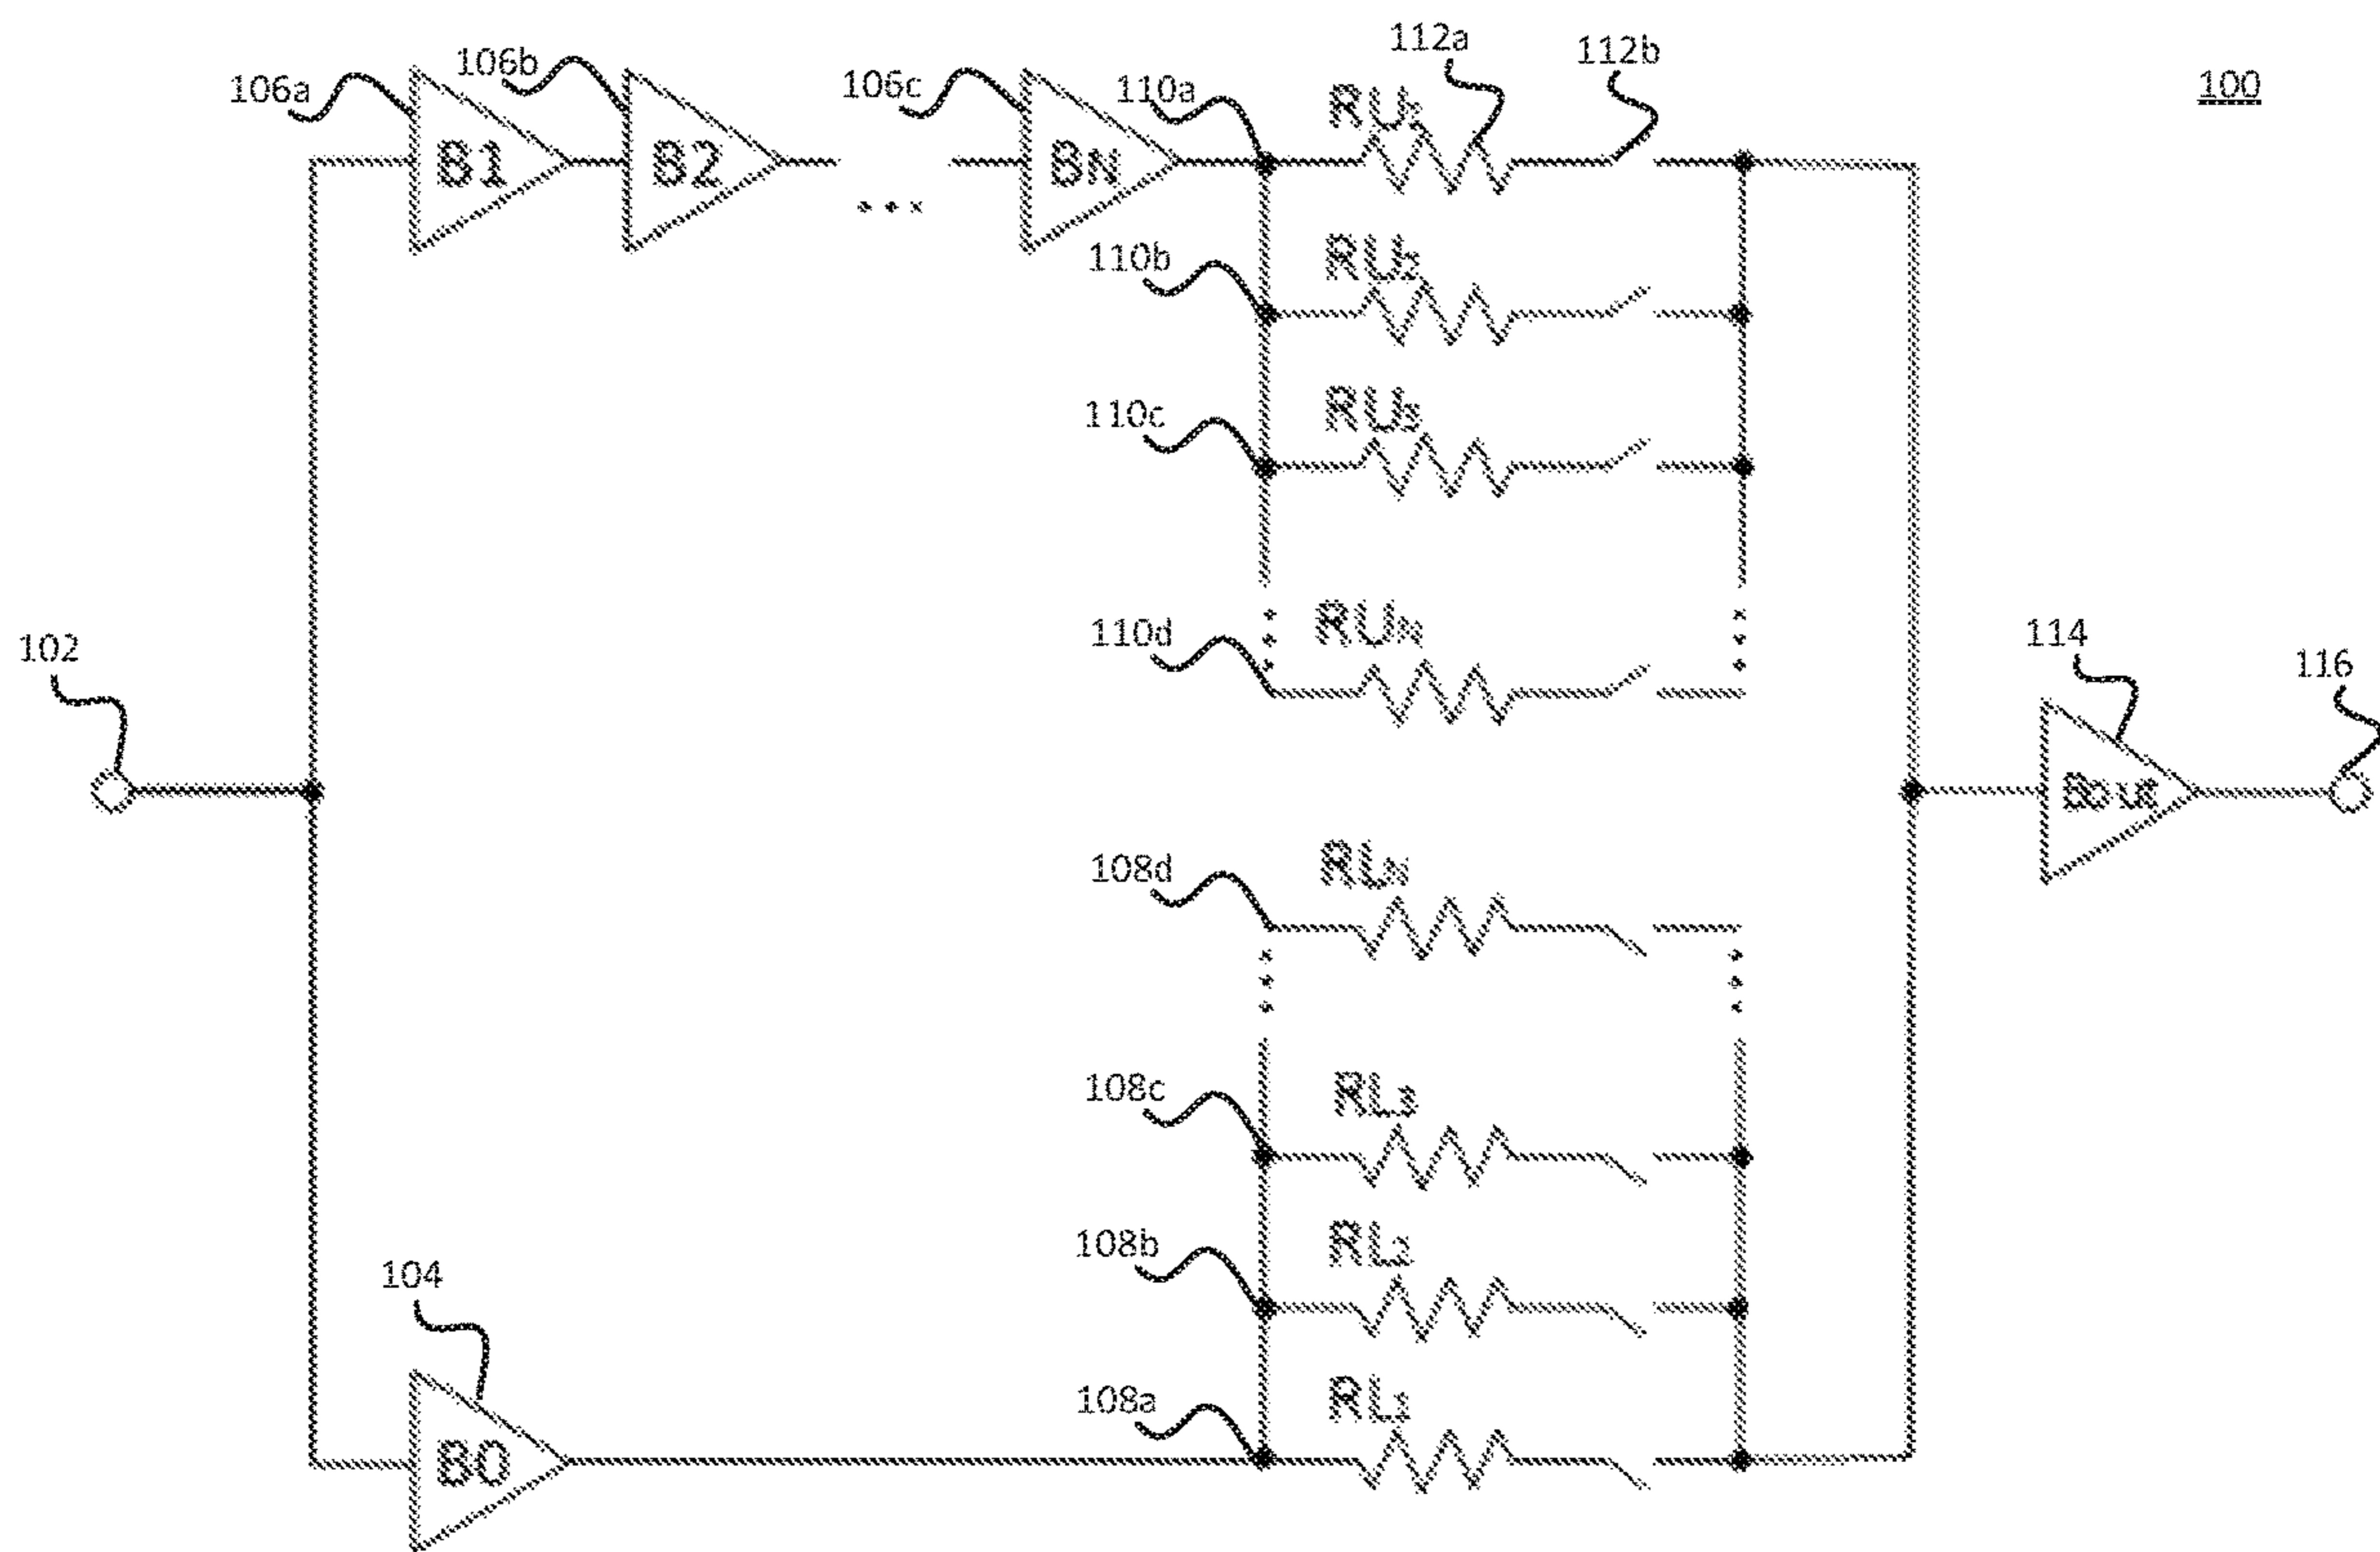 112a
112b
106b
100
106a
106c
110a
RU₁
B1
B2
...
BN
110b
RU₂
110c
RU₃
110d
RUN
102
114
116
Bout
108d
RLN
108c
RL₃
108b
RL₂
104
108a
RL₁
B0